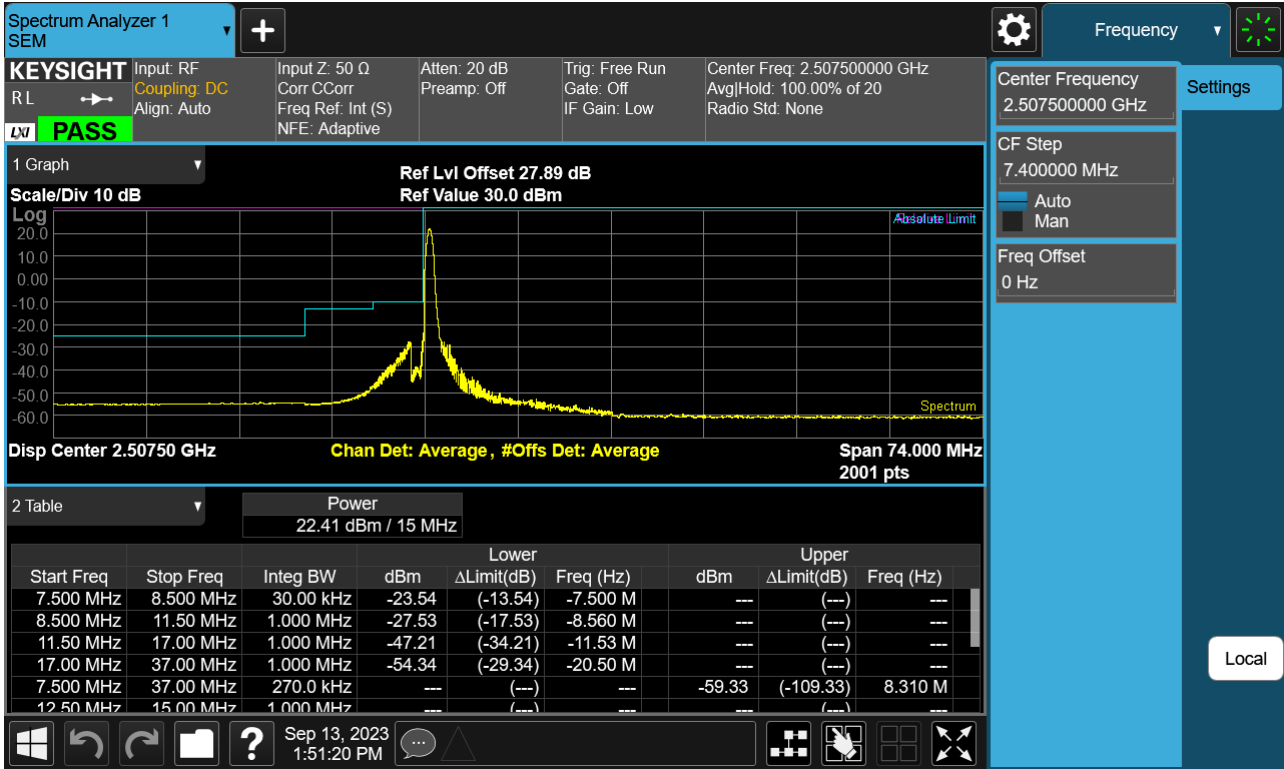 Spectrum Analyzer 1
SEM
Frequency
KEYSIGHT
R L
LXI
PASS
Input: RF
Coupling: DC
Align: Auto
Input Z: 50 Ω
Corr CCorr
Freq Ref: Int (S)
NFE: Adaptive
Atten: 20 dB
Preamp: Off
Trig: Free Run
Gate: Off
IF Gain: Low
Center Freq: 2.507500000 GHz
Avg|Hold: 100.00% of 20
Radio Std: None
Center Frequency
2.507500000 GHz
Settings
CF Step
7.400000 MHz
Auto
Man
Freq Offset
0 Hz
1 Graph
Ref Lvl Offset 27.89 dB
Scale/Div 10 dB
Ref Value 30.0 dBm
Log
Absolute Limit
20.0
10.0
0.00
-10.0
-20.0
-30.0
-40.0
-50.0
-60.0
Spectrum
Disp Center 2.50750 GHz
Chan Det: Average , #Offs Det: Average
Span 74.000 MHz
2001 pts
2 Table
Power
22.41 dBm / 15 MHz
Lower Upper
Start Freq Stop Freq Integ BW dBm ΔLimit(dB) Freq (Hz) dBm ΔLimit(dB) Freq (Hz)
7.500 MHz 8.500 MHz 30.00 kHz -23.54 (-13.54) -7.500 M --- (---) ---
8.500 MHz 11.50 MHz 1.000 MHz -27.53 (-17.53) -8.560 M --- (---) ---
11.50 MHz 17.00 MHz 1.000 MHz -47.21 (-34.21) -11.53 M --- (---) ---
17.00 MHz 37.00 MHz 1.000 MHz -54.34 (-29.34) -20.50 M --- (---) ---
7.500 MHz 37.00 MHz 270.0 kHz --- (---) --- -59.33 (-109.33) 8.310 M
12.50 MHz 15.00 MHz 1.000 MHz --- (---) --- --- (---) ---
Local
?
Sep 13, 2023
1:51:20 PM